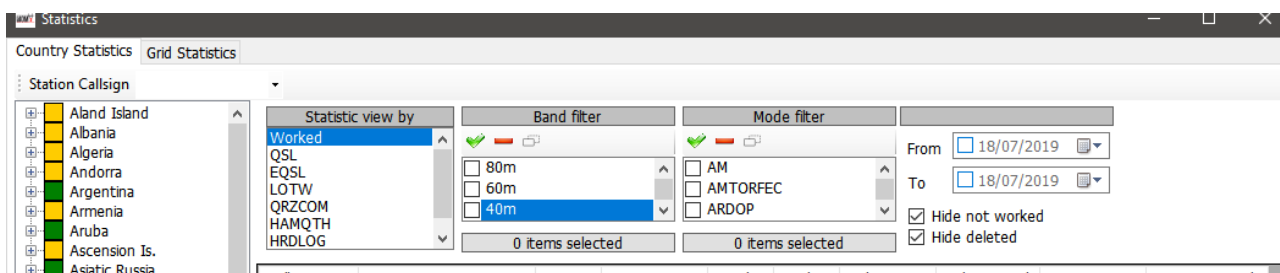 Statistics
Country Statistics Grid Statistics
Station Callsign
Aland Island
Albania
Algeria
Andorra
Argentina
Armenia
Aruba
Ascension Is.
Asiatic Russia
Statistic view by
Worked
QSL
EQSL
LOTW
QRZCOM
HAMQTH
HRDLOG
Band filter
80m
60m
40m
0 items selected
Mode filter
AM
AMTORFEC
ARDOP
0 items selected
From 18/07/2019
To 18/07/2019
Hide not worked
Hide deleted